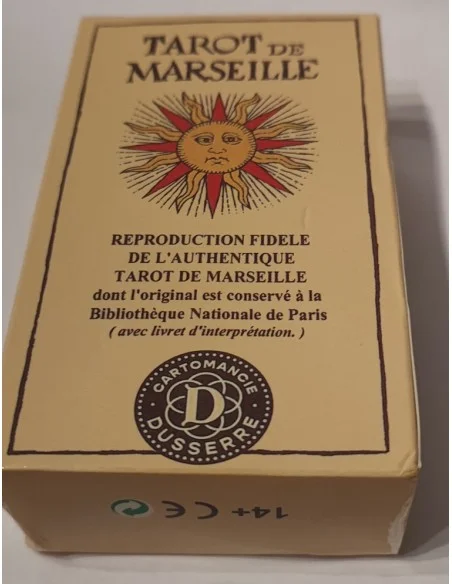 TAROT DE
MARSEILLE
REPRODUCTION FIDELE
DE L'AUTHENTIQUE
TAROT DE MARSEILLE
dont l'original est conservé à la
Bibliothèque Nationale de Paris
( avec livret d'interprétation. )
CARTOMANCIE
D
DUSSERRE
14+ CE